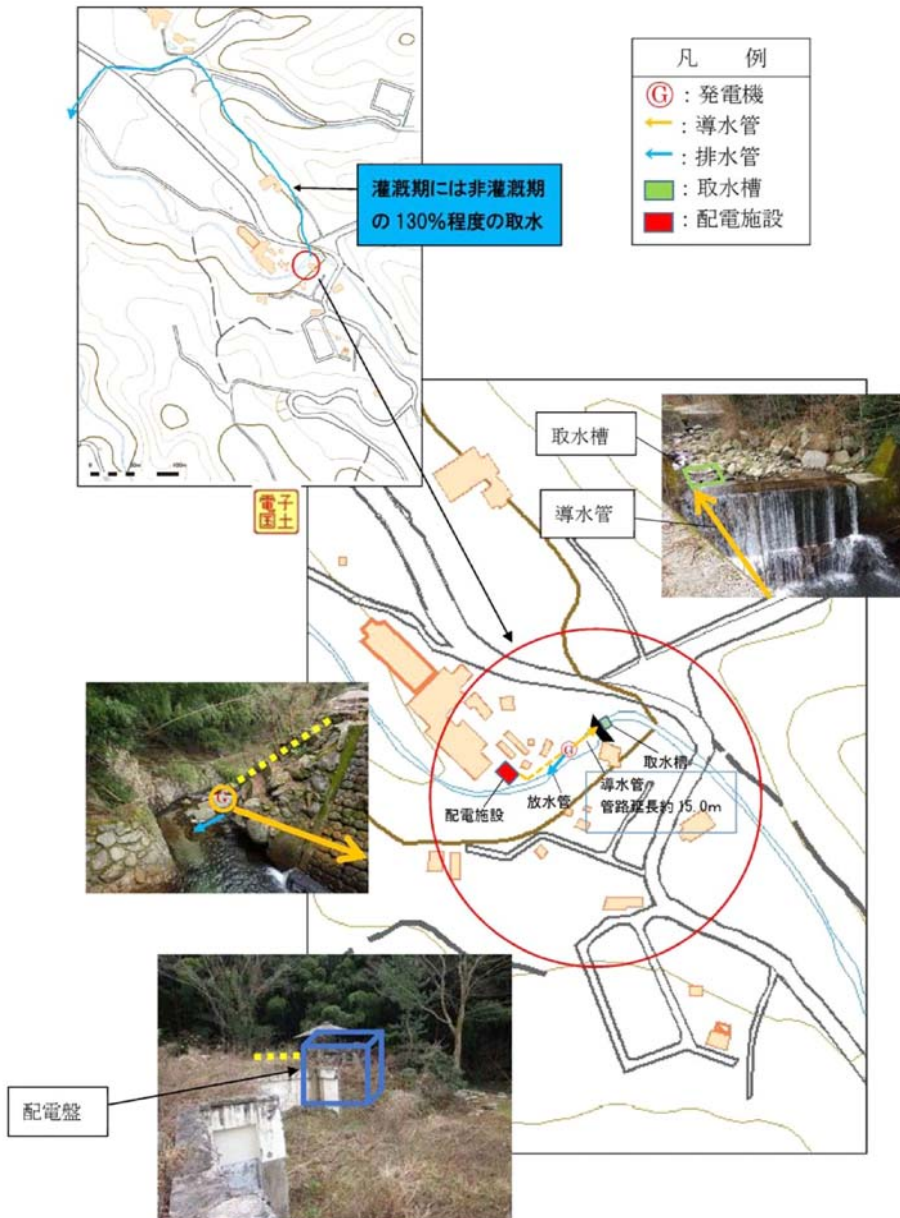 凡 例
G:発電機
:導水管
:排水管
:取水槽
:配電施設
灌漑期には非灌漑期
の130%程度の取水
電子
国土
取水槽
導水管
G
取水槽
導水管
管路延長約15.0m
放水管
配電施設
G
配電盤